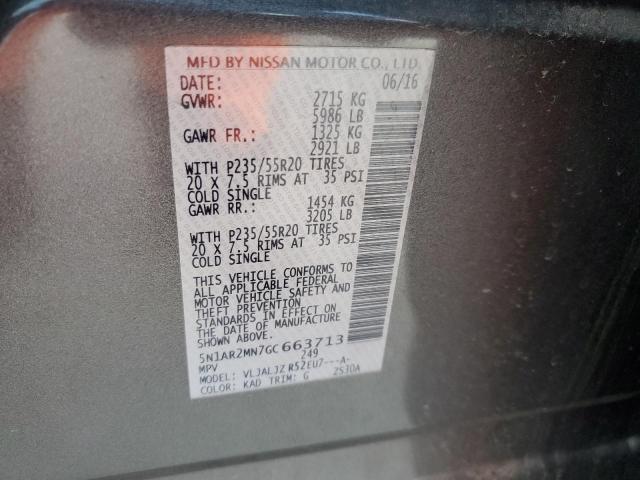 MFD BY NISSAN MOTOR CO., LTD.
DATE: 06/16
GVWR: 2715 KG
5986 LB
GAWR FR.: 1325 KG
2921 LB
WITH P235/55R20 TIRES
20 X 7.5 RIMS AT 35 PSI
COLD SINGLE
GAWR RR.: 1454 KG
3205 LB
WITH P235/55R20 TIRES
20 X 7.5 RIMS AT 35 PSI
COLD SINGLE
THIS VEHICLE CONFORMS TO
ALL APPLICABLE FEDERAL
MOTOR VEHICLE SAFETY AND
THEFT PREVENTION
STANDARDS IN EFFECT ON
THE DATE OF MANUFACTURE
5N1AR2MN7GC663713
MPV 249
MODEL: VLJALJZ R52EU7---A-
COLOR: KAD TRIM: G 2S30A